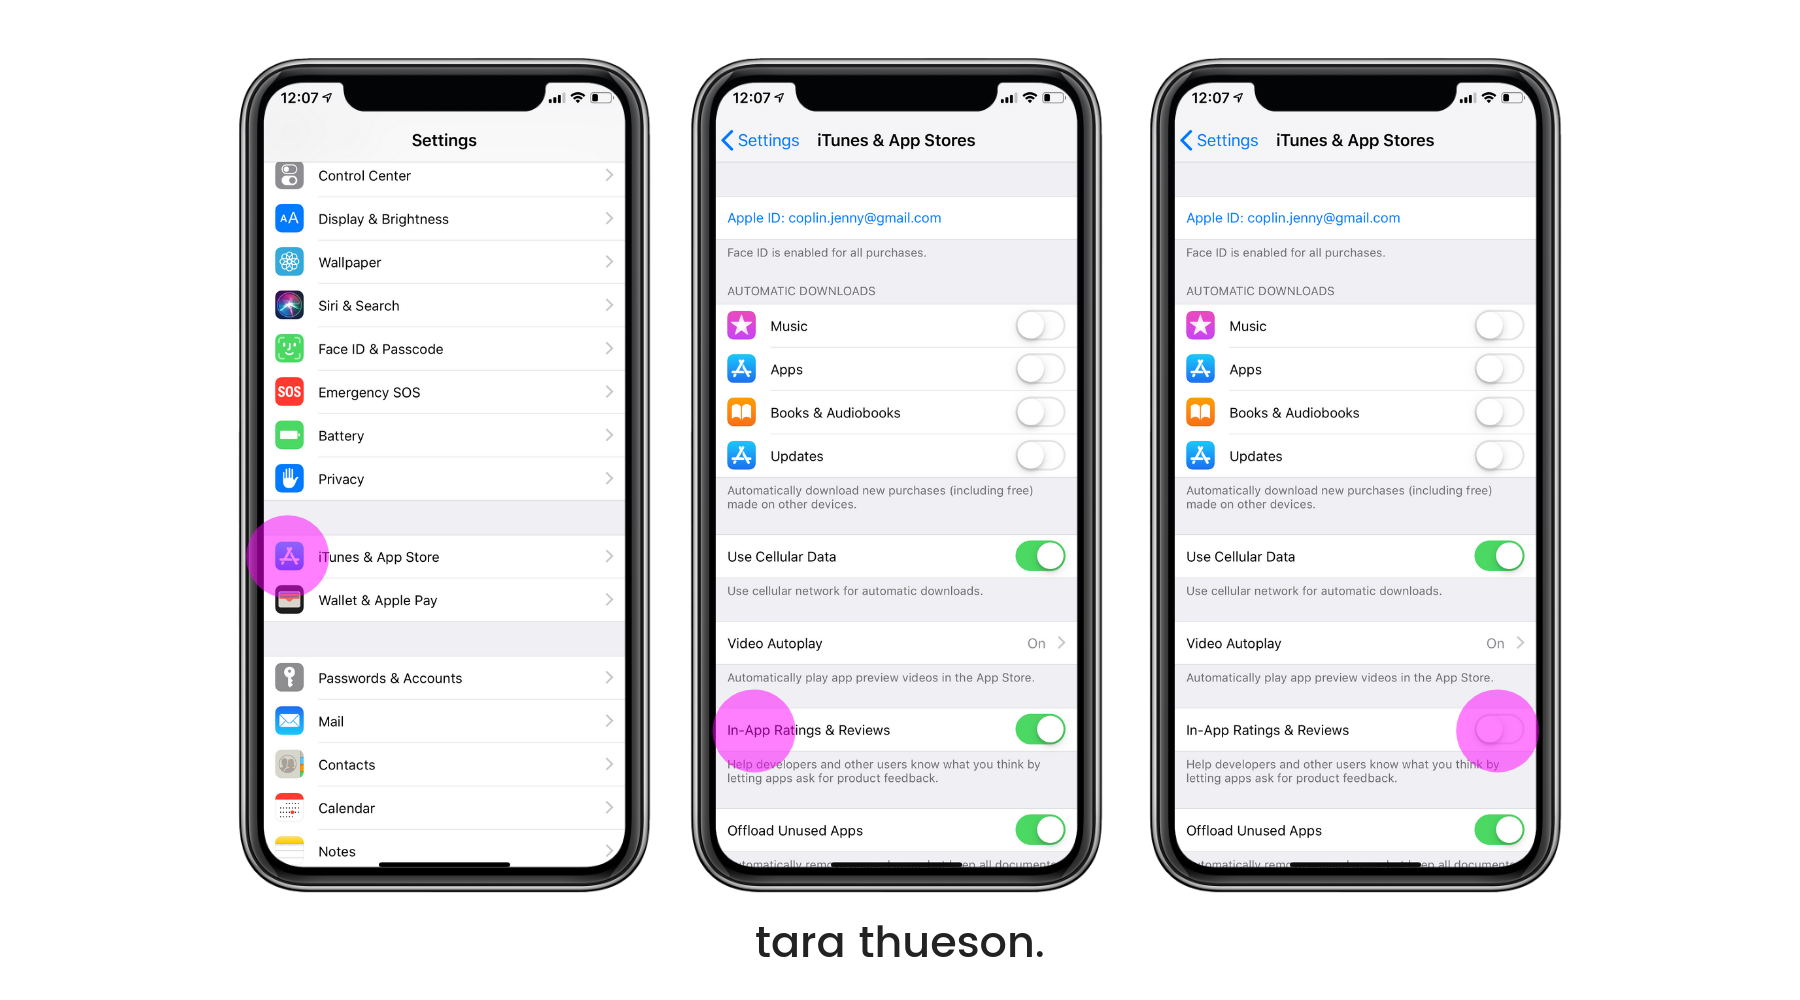 12:07
Settings
Control Center
AA
Display & Brightness
Wallpaper
Siri & Search
Face ID & Passcode
SOS
Emergency SOS
Battery
Privacy
iTunes & App Store
Wallet & Apple Pay
Passwords & Accounts
Mail
Contacts
Calendar
Notes
12:07
Settings iTunes & App Stores
Apple ID: coplin.jenny@gmail.com
Face ID is enabled for all purchases.
AUTOMATIC DOWNLOADS
Music
Apps
Books & Audiobooks
Updates
Automatically download new purchases (including free)
made on other devices.
Use Cellular Data
Use cellular network for automatic downloads.
Video Autoplay On
Automatically play app preview videos in the App Store.
In-App Ratings & Reviews
Help developers and other users know what you think by
letting apps ask for product feedback.
Offload Unused Apps
keep all documents
12:07
Settings iTunes & App Stores
Apple ID: coplin.jenny@gmail.com
Face ID is enabled for all purchases.
AUTOMATIC DOWNLOADS
Music
Apps
Books & Audiobooks
Updates
Automatically download new purchases (including free)
made on other devices.
Use Cellular Data
Use cellular network for automatic downloads.
Video Autoplay On
Automatically play app preview videos in the App Store.
In-App Ratings & Reviews
Help developers and other users know what you think by
letting apps ask for product feedback.
Offload Unused Apps
all documents
tara thueson.